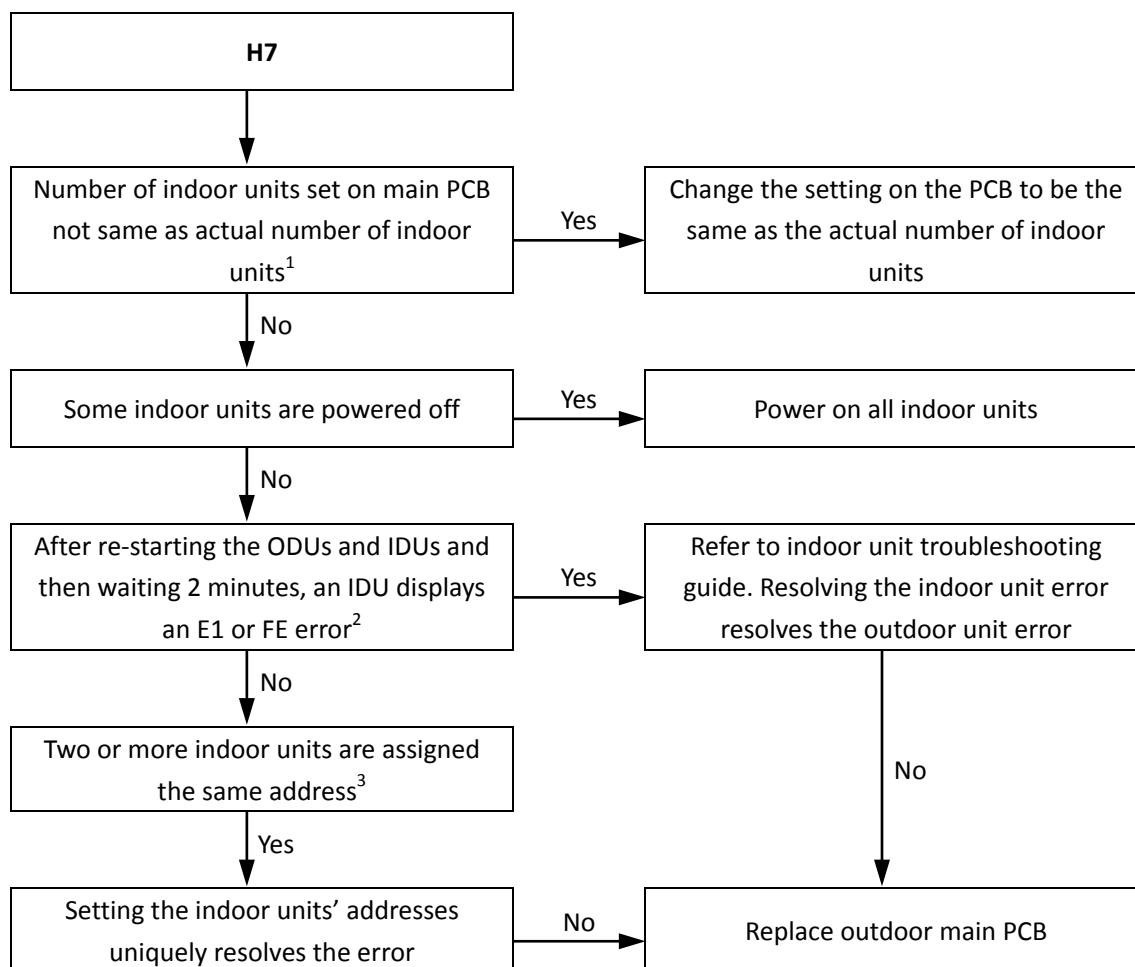 H7
Number of indoor units set on main PCB
not same as actual number of indoor
units¹
Yes
Change the setting on the PCB to be the
same as the actual number of indoor
units
No
Some indoor units are powered off
Yes
Power on all indoor units
No
After re-starting the ODUs and IDUs and
then waiting 2 minutes, an IDU displays
an E1 or FE error²
Yes
Refer to indoor unit troubleshooting
guide. Resolving the indoor unit error
resolves the outdoor unit error
No
Two or more indoor units are assigned
the same address³
No
Yes
Setting the indoor units’ addresses
uniquely resolves the error
No
Replace outdoor main PCB